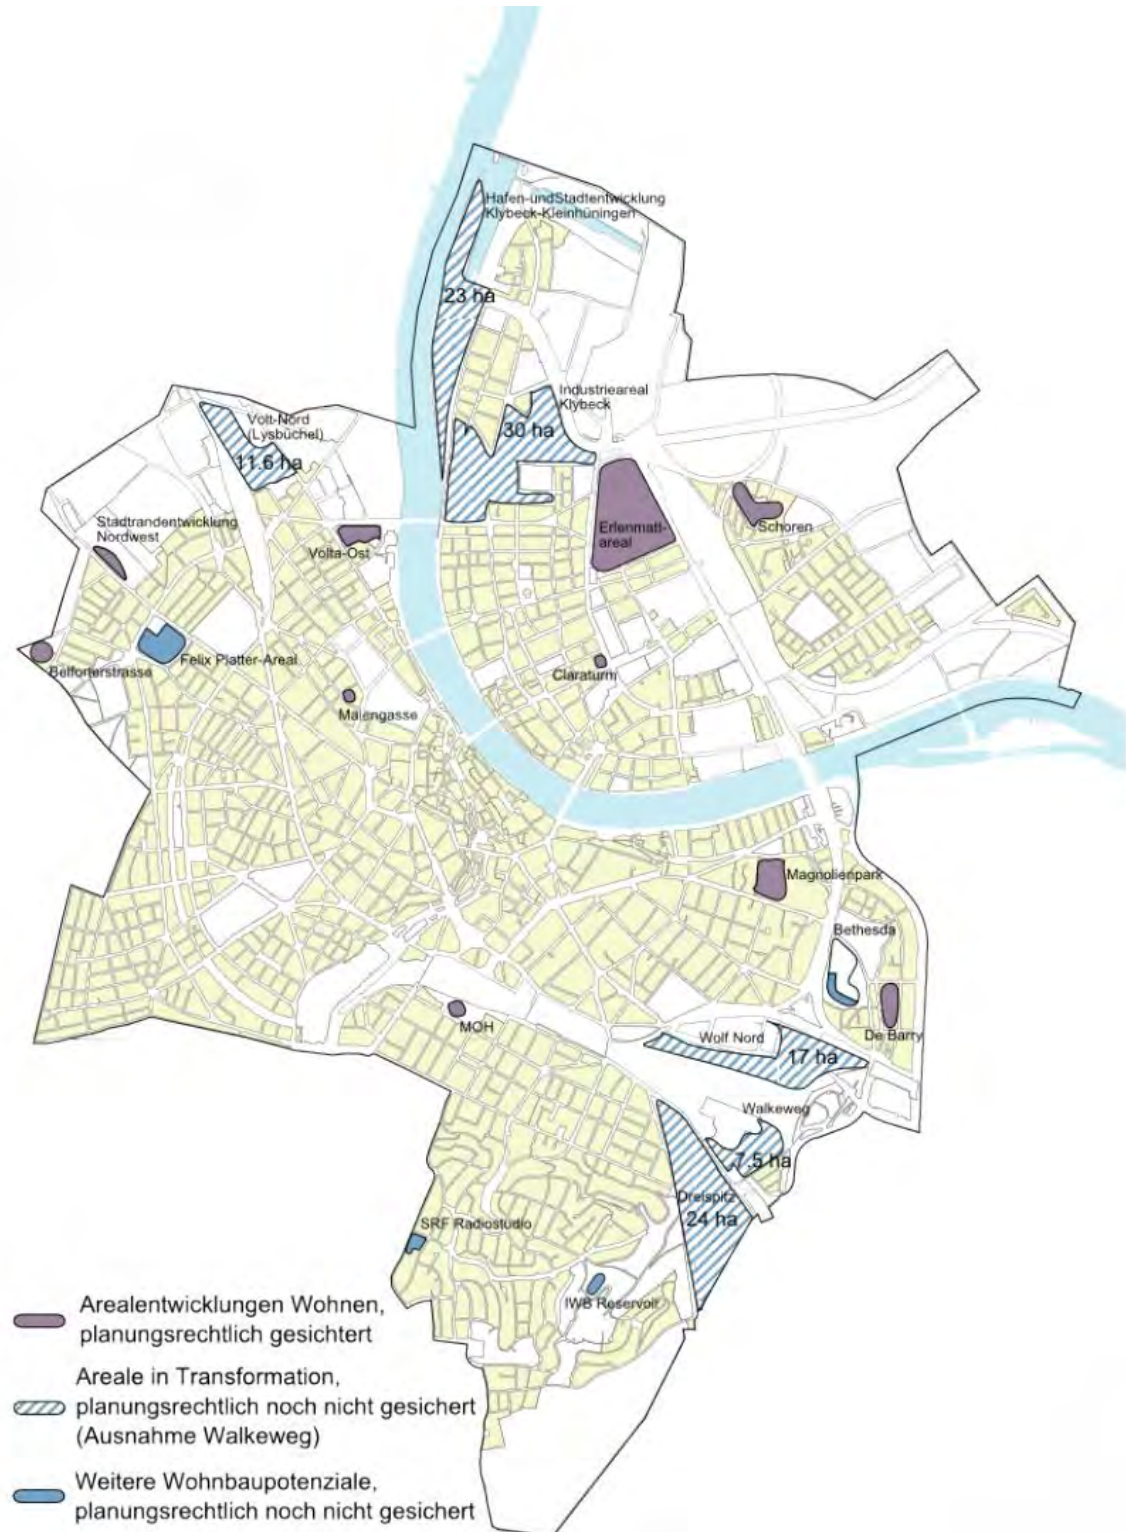 Hafen-undStadtentwicklung
Klybeck-Kleinhüningen
23 ha
Industrieareal
Klybeck
30 ha
Volt-Nord
(Lysbüchel)
11.6 ha
Stadtrandentwicklung
Nordwest
Volta-Ost
Erlenmatt-
areal
Schoren
Belforterstrasse
Felix Platter-Areal
Claraturm
Maiengasse
Magnolienpark
Bethesda
MOH
De Barry
Wolf Nord
17 ha
Walkeweg
7.5 ha
Dreispitz
24 ha
SRF Radiostudio
IWB Reservoir
Arealentwicklungen Wohnen,
planungsrechtlich gesichtert
Areale in Transformation,
planungsrechtlich noch nicht gesichert
(Ausnahme Walkeweg)
Weitere Wohnbaupotenziale,
planungsrechtlich noch nicht gesichert